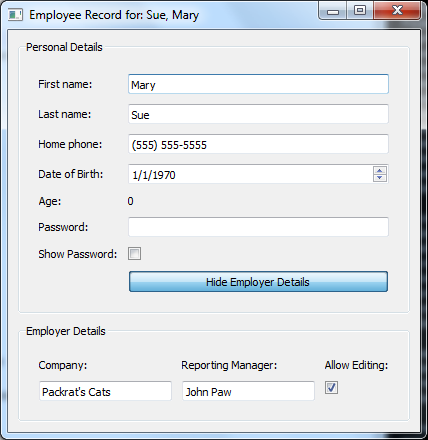 Employee Record for: Sue, Mary
Personal Details
First name: Mary
Last name: Sue
Home phone: (555) 555-5555
Date of Birth: 1/1/1970
Age: 0
Password:
Show Password:
Hide Employer Details
Employer Details
Company: Reporting Manager: Allow Editing:
Packrat's Cats John Paw